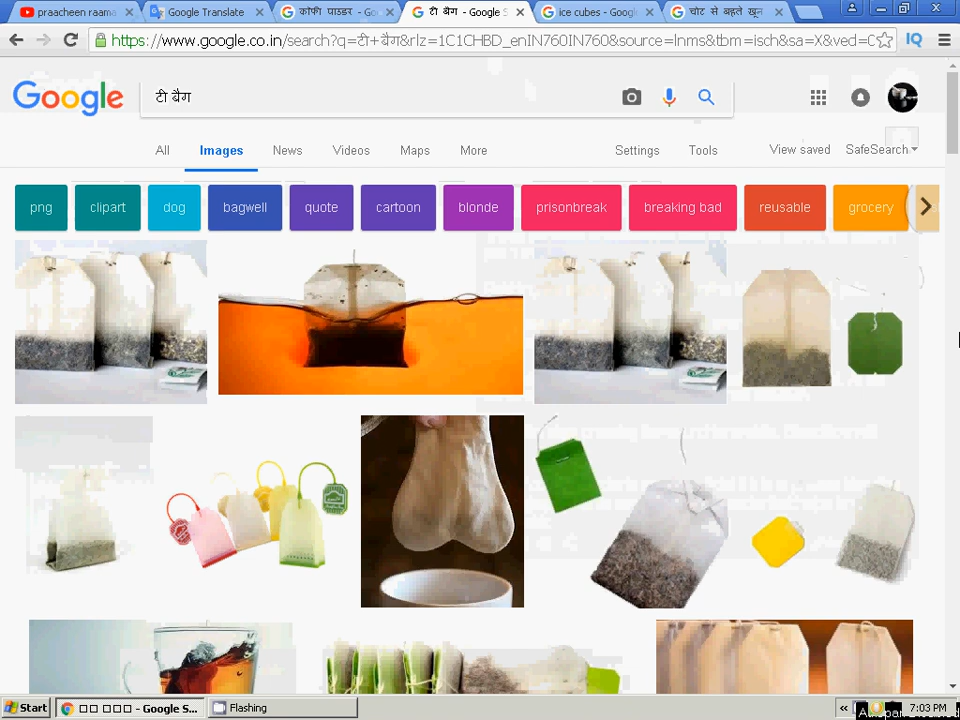 praacheen raama
Google Translate
कॉफी पाउडर - Go
टी बैग - Google S
ice cubes - Googl
चोट से बहते खून
https://www.google.co.in/search?q=टी+बैग&rlz=1C1CHBD_enIN760IN760&source=lnms&tbm=isch&sa=X&ved=0
IQ
Google
टी बैग
All
Images
News
Videos
Maps
More
Settings
Tools
View saved
SafeSearch
png
clipart
dog
bagwell
quote
cartoon
blonde
prisonbreak
breaking bad
reusable
grocery
Start
- Google S...
Flashing
7:03 PM